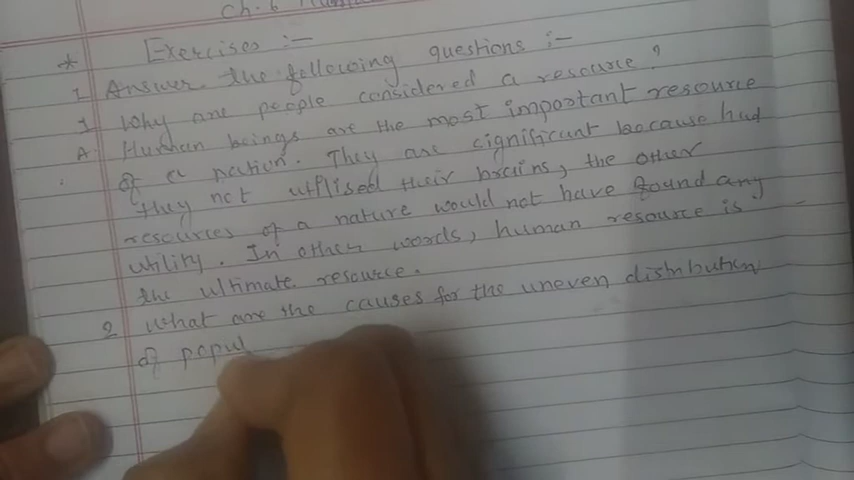 Ch. 6 Human
* Exercises :-
I Answer the following questions :-
1 Why are people considered a resource ?
A. Human beings are the most important resource
of a nation. They are cignificant because had
they not utilised their brains, the other
resources of a nature would not have found any
utility. In other words, human resource is
the ultimate resource.
2 What are the causes for the uneven distribution
of popul